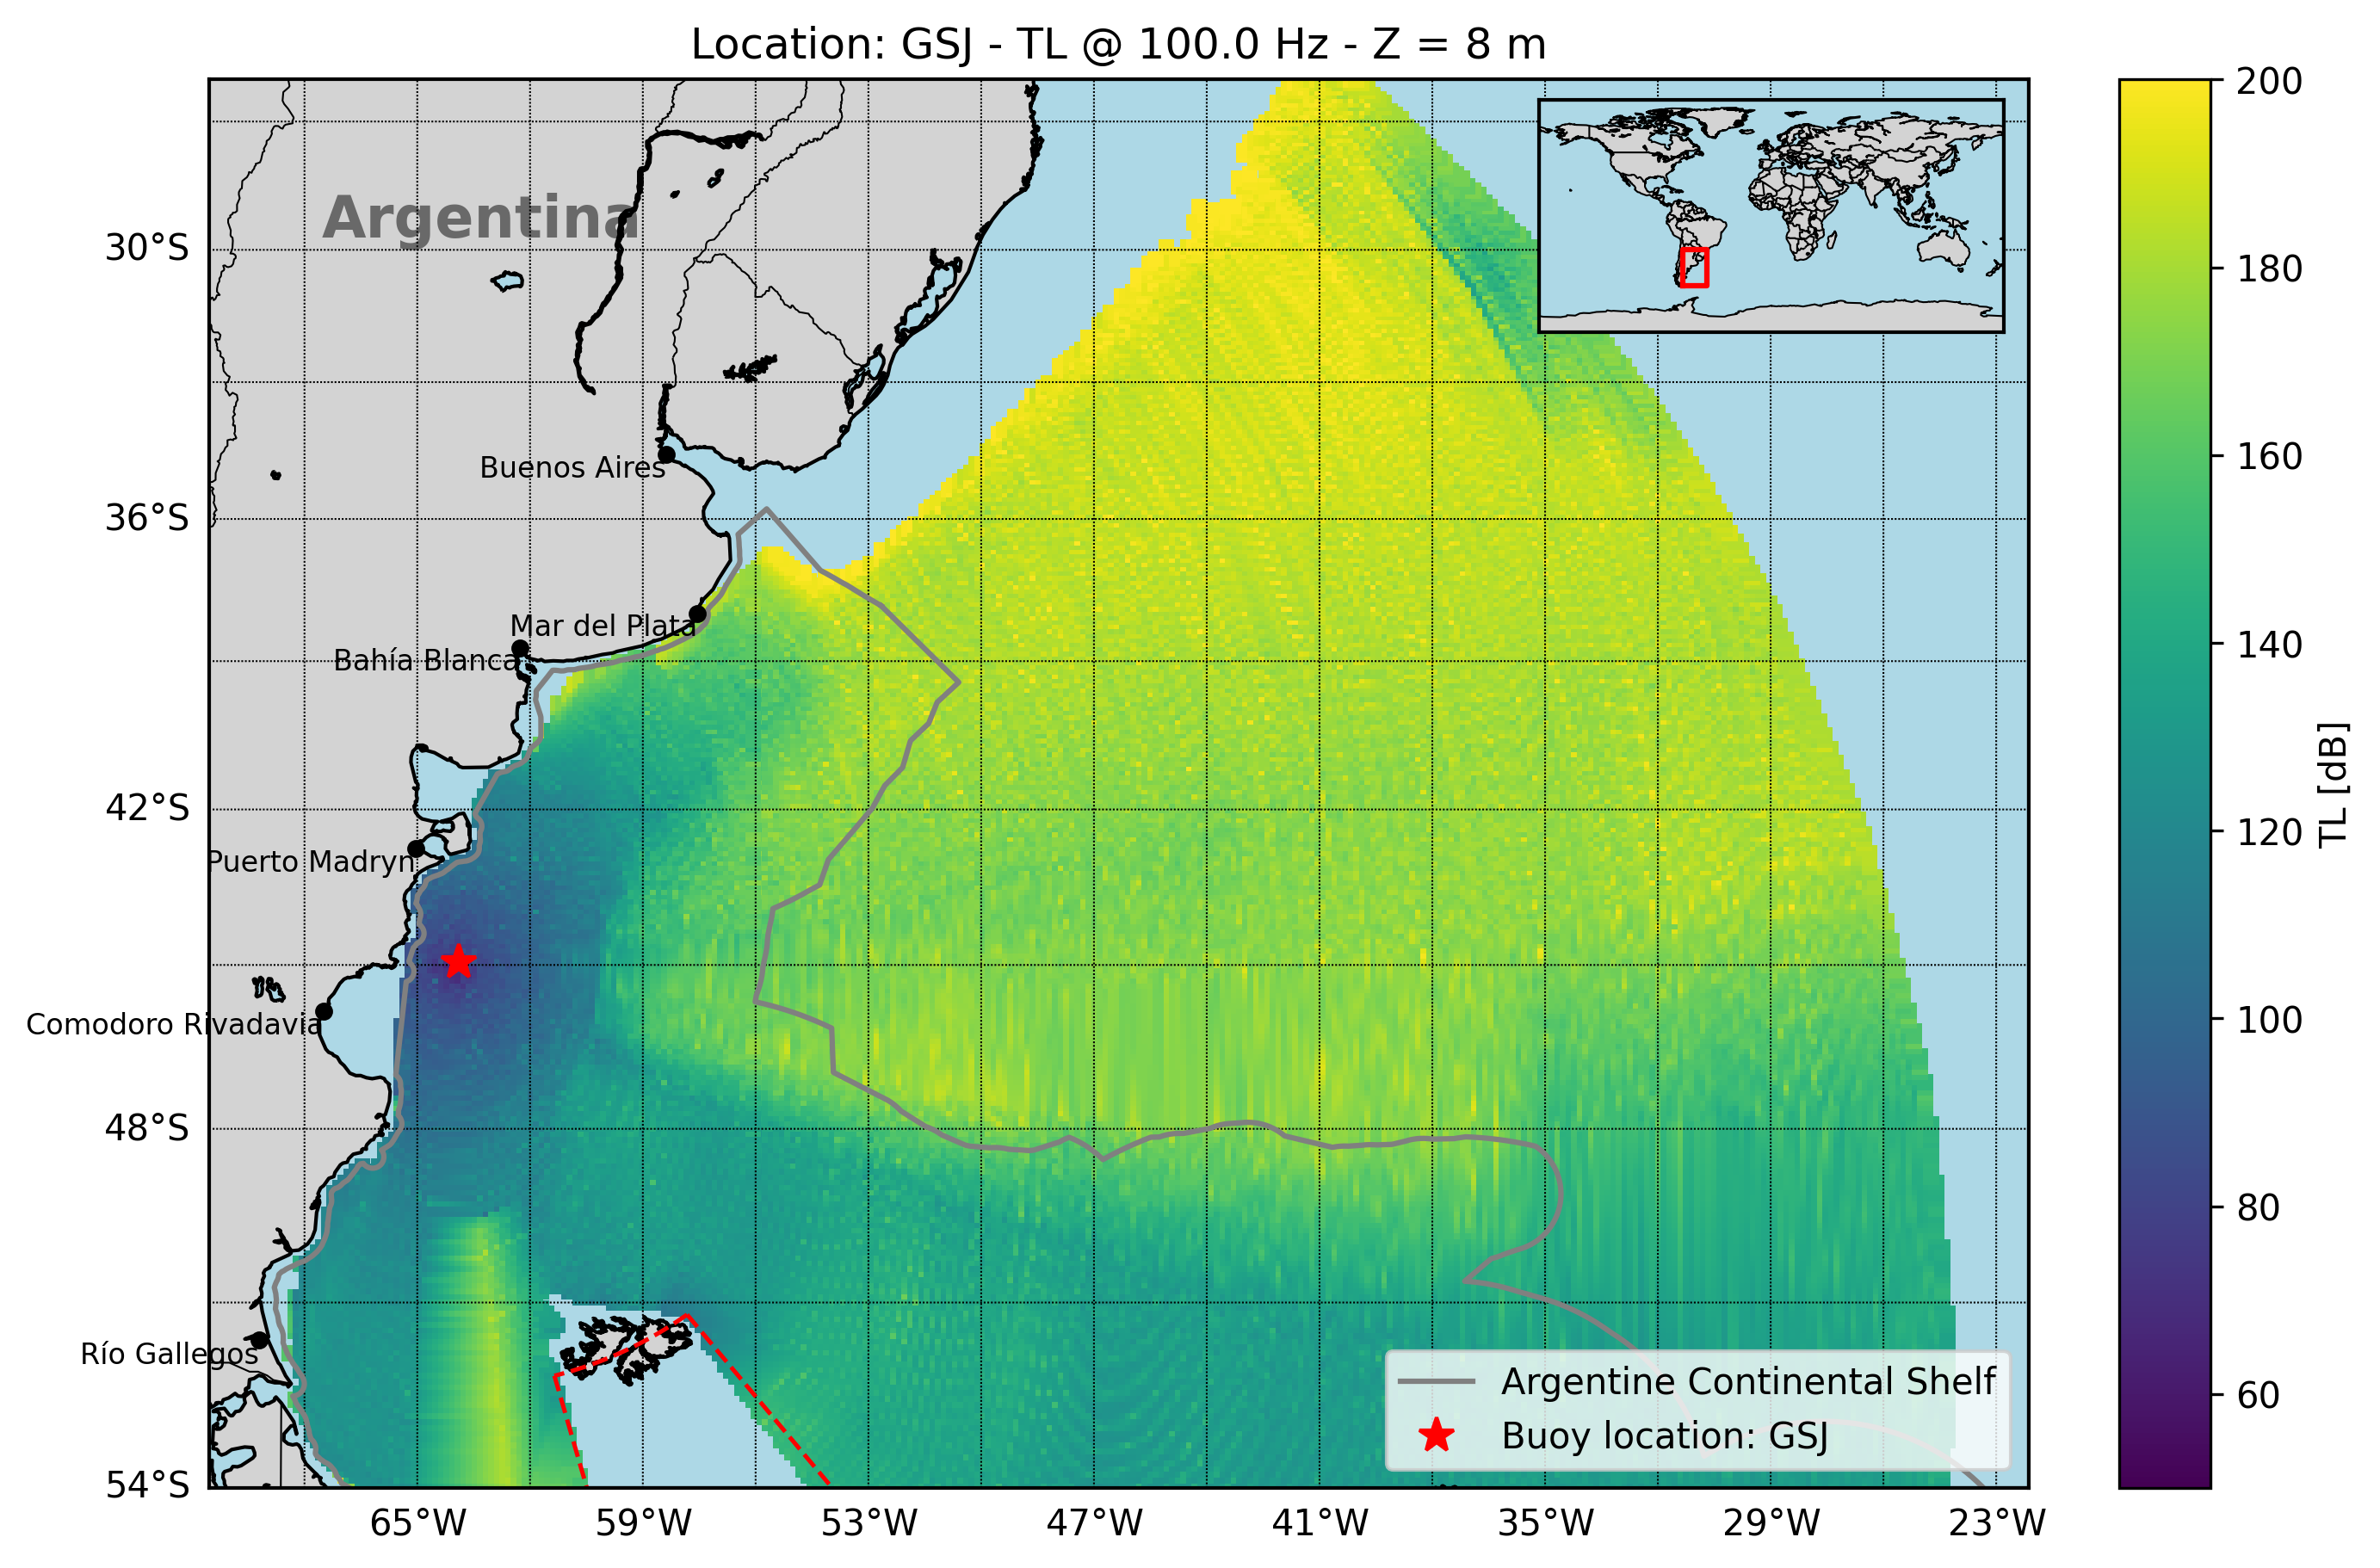 Location: GSJ - TL @ 100.0 Hz - Z = 8 m
Argentina
30°S
36°S
42°S
48°S
54°S
Buenos Aires
Mar del Plata
Bahía Blanca
Puerto Madryn
Comodoro Rivadavia
Río Gallegos
Argentine Continental Shelf
Buoy location: GSJ
65°W
59°W
53°W
47°W
41°W
35°W
29°W
23°W
200
180
160
140
120
100
80
60
TL [dB]